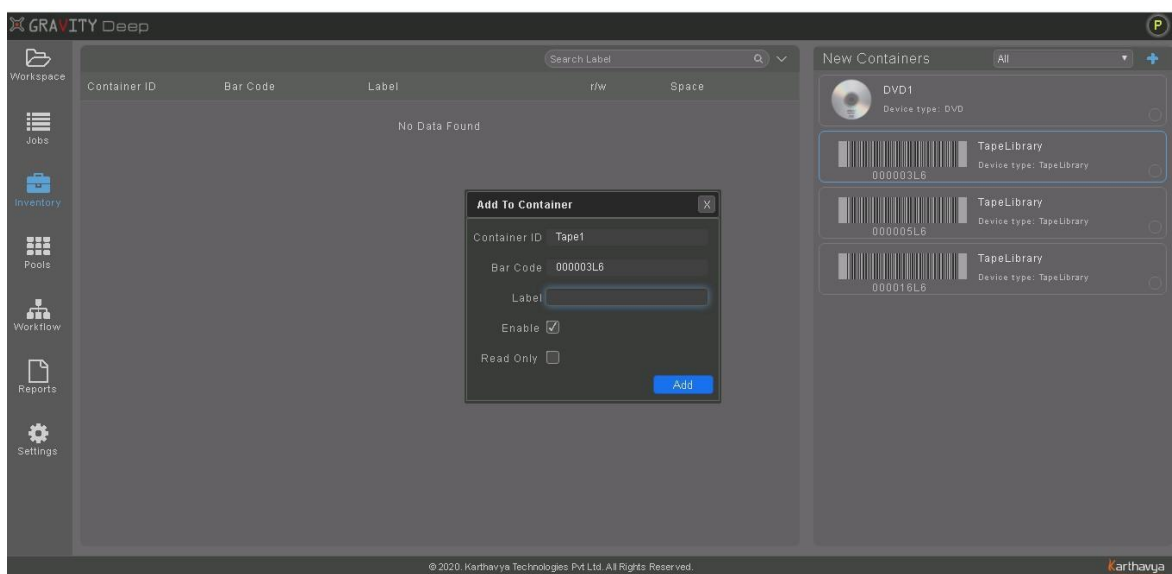 GRAVITY Deep
P
Workspace
Jobs
Inventory
Pools
Workflow
Reports
Settings
Search Label
Container ID Bar Code Label r/w Space
No Data Found
Add To Container X
Container ID Tape1
Bar Code 000003L6
Label
Enable
Read Only
Add
New Containers All
DVD1
Device type: DVD
TapeLibrary
Device type: TapeLibrary
000003L6
TapeLibrary
Device type: TapeLibrary
000005L6
TapeLibrary
Device type: TapeLibrary
000016L6
© 2020. Karthavya Technologies Pvt Ltd. All Rights Reserved.
Karthavya